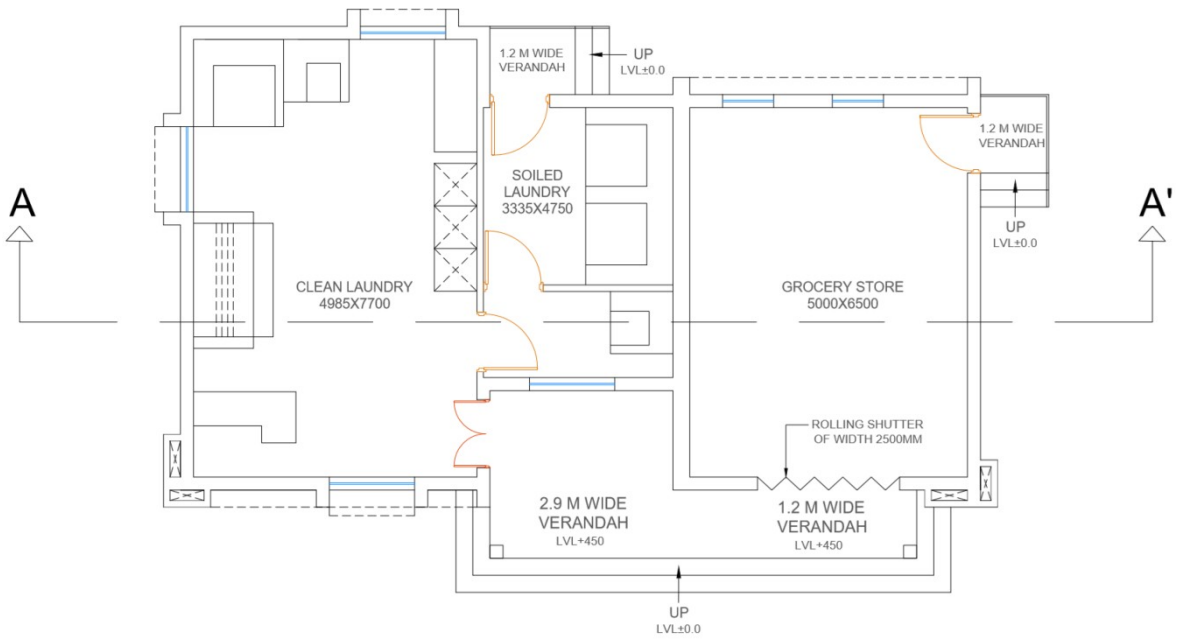 1.2 M WIDE
VERANDAH
UP
LVL±0.0
1.2 M WIDE
VERANDAH
SOILED
LAUNDRY
3335X4750
A
A'
UP
LVL±0.0
CLEAN LAUNDRY
4985X7700
GROCERY STORE
5000X6500
ROLLING SHUTTER
OF WIDTH 2500MM
2.9 M WIDE
VERANDAH
LVL+450
1.2 M WIDE
VERANDAH
LVL+450
UP
LVL±0.0